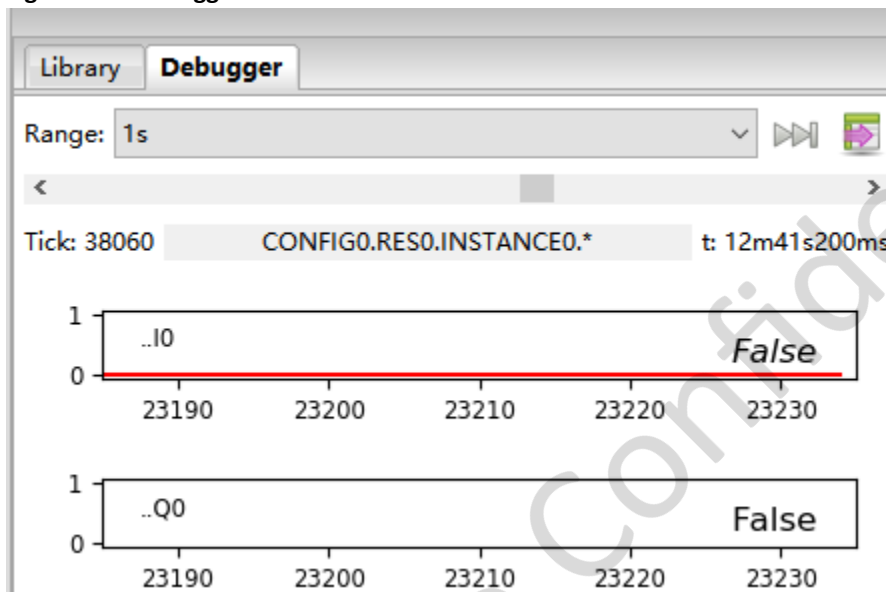 Library Debugger
Range: 1s
Tick: 38060 CONFIG0.RES0.INSTANCE0.* t: 12m41s200ms
1
..I0
False
0
23190 23200 23210 23220 23230
1
..Q0
False
0
23190 23200 23210 23220 23230